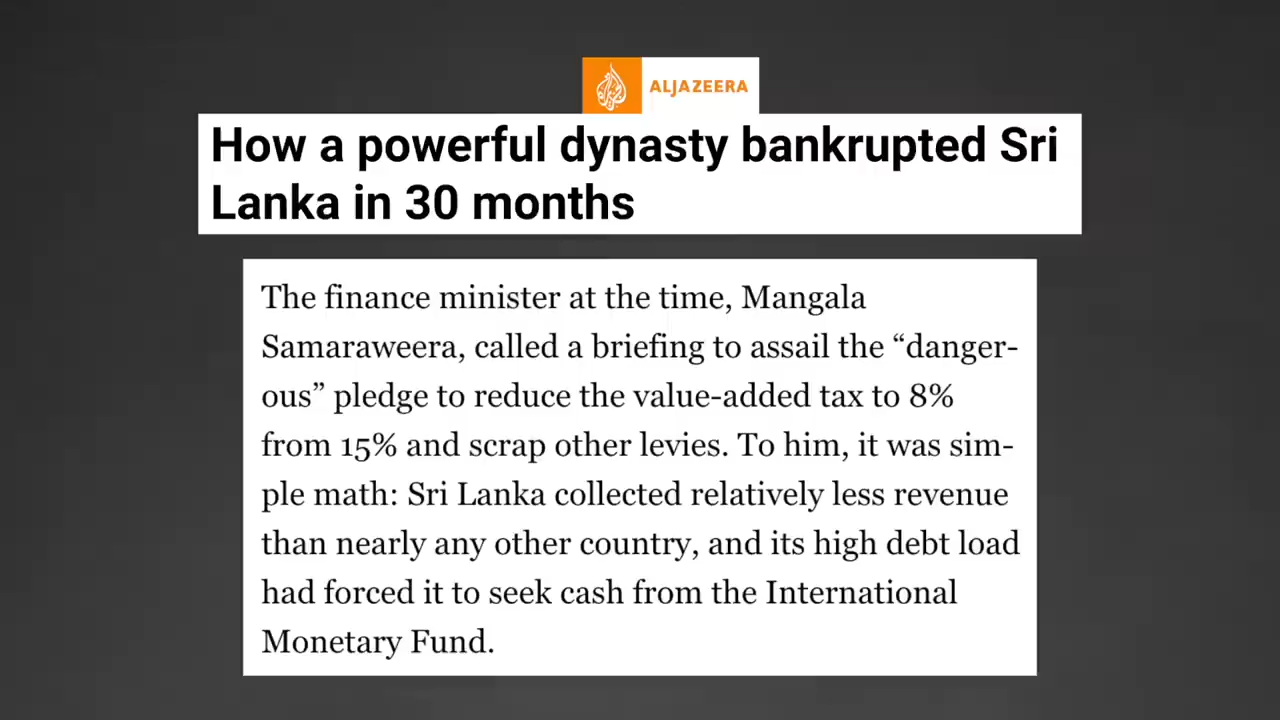 ALJAZEERA
How a powerful dynasty bankrupted Sri
Lanka in 30 months
The finance minister at the time, Mangala
Samaraweera, called a briefing to assail the “danger-
ous” pledge to reduce the value-added tax to 8%
from 15% and scrap other levies. To him, it was sim-
ple math: Sri Lanka collected relatively less revenue
than nearly any other country, and its high debt load
had forced it to seek cash from the International
Monetary Fund.